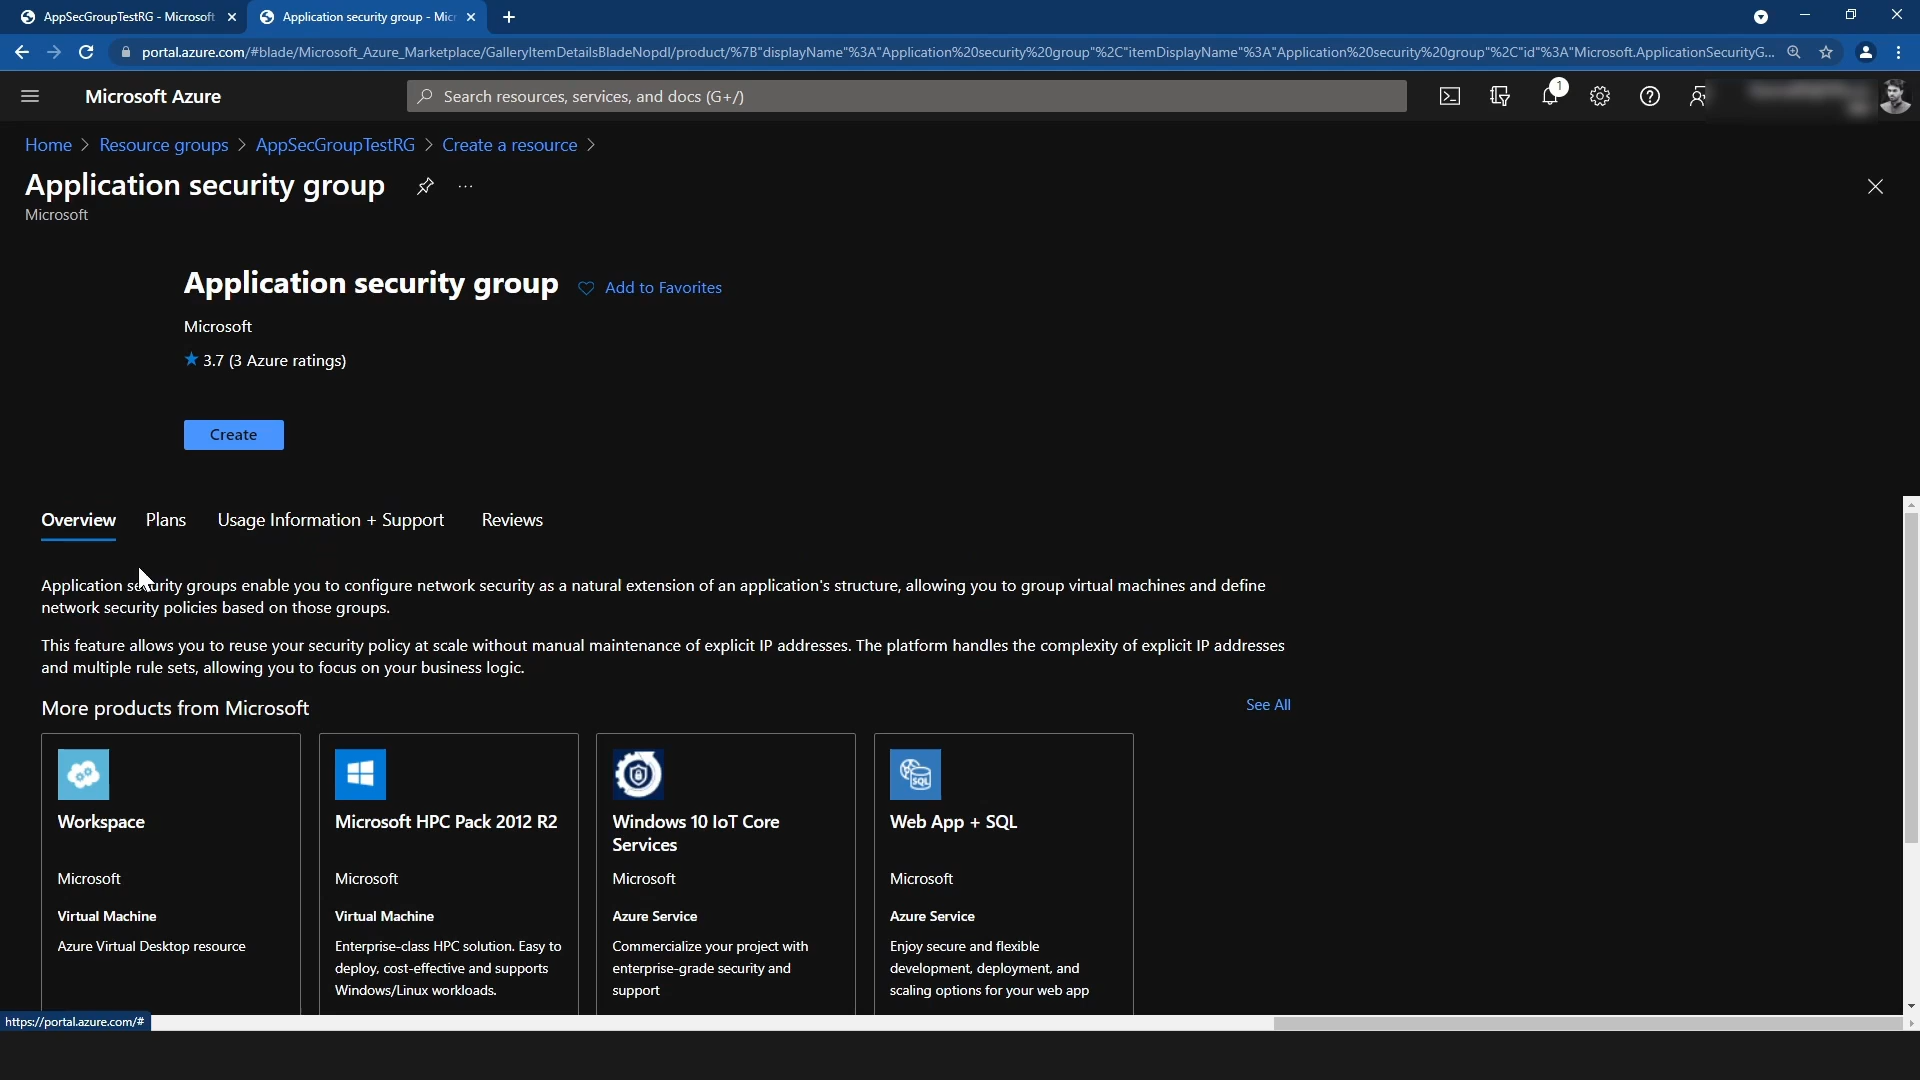 AppSecGroupTestRG - Microsoft
Application security group - Micr
portal.azure.com/#blade/Microsoft_Azure_Marketplace/GalleryItemDetailsBladeNopdl/product/%7B"displayName"%3A"Application%20security%20group"%2C"itemDisplayName"%3A"Application%20security%20group"%2C"id"%3A"Microsoft.ApplicationSecurityG...
Microsoft Azure
Search resources, services, and docs (G+/)
1
Home > Resource groups > AppSecGroupTestRG > Create a resource >
Application security group
Microsoft
Application security group
Add to Favorites
Microsoft
3.7 (3 Azure ratings)
Create
Overview Plans Usage Information + Support Reviews
Application security groups enable you to configure network security as a natural extension of an application's structure, allowing you to group virtual machines and define
network security policies based on those groups.
This feature allows you to reuse your security policy at scale without manual maintenance of explicit IP addresses. The platform handles the complexity of explicit IP addresses
and multiple rule sets, allowing you to focus on your business logic.
More products from Microsoft
See All
Workspace
Microsoft
Virtual Machine
Azure Virtual Desktop resource
Microsoft HPC Pack 2012 R2
Microsoft
Virtual Machine
Enterprise-class HPC solution. Easy to
deploy, cost-effective and supports
Windows/Linux workloads.
Windows 10 IoT Core
Services
Microsoft
Azure Service
Commercialize your project with
enterprise-grade security and
support
SQL
Web App + SQL
Microsoft
Azure Service
Enjoy secure and flexible
development, deployment, and
scaling options for your web app
https://portal.azure.com/#